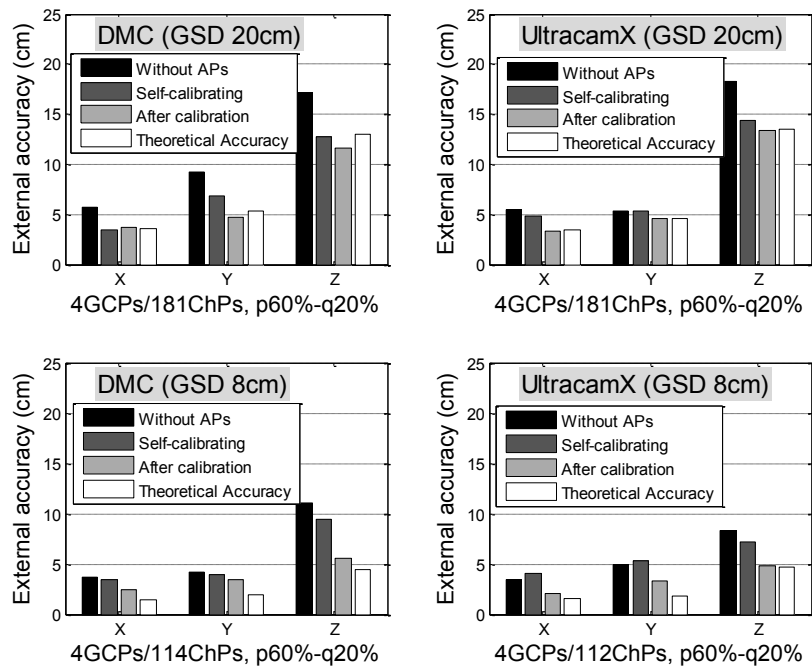 DMC (GSD 20cm)
External accuracy (cm)
25
20
15
10
5
0
Without APs
Self-calibrating
After calibration
Theoretical Accuracy
X
Y
Z
4GCPs/181ChPs, p60%-q20%
UltracamX (GSD 20cm)
External accuracy (cm)
25
20
15
10
5
0
Without APs
Self-calibrating
After calibration
Theoretical Accuracy
X
Y
Z
4GCPs/181ChPs, p60%-q20%
DMC (GSD 8cm)
External accuracy (cm)
25
20
15
10
5
0
Without APs
Self-calibrating
After calibration
Theoretical Accuracy
X
Y
Z
4GCPs/114ChPs, p60%-q20%
UltracamX (GSD 8cm)
External accuracy (cm)
25
20
15
10
5
0
Without APs
Self-calibrating
After calibration
Theoretical Accuracy
X
Y
Z
4GCPs/112ChPs, p60%-q20%